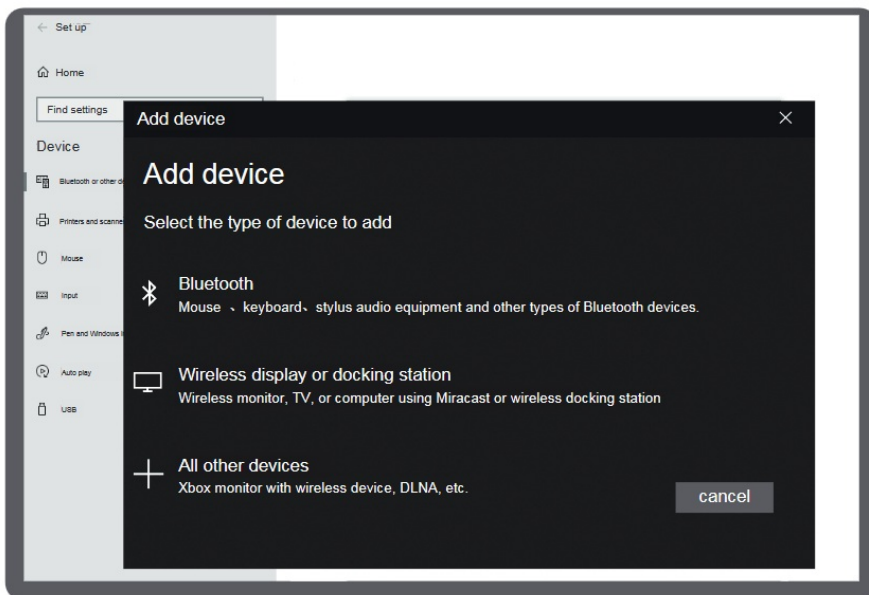 Set up
Home
Find settings
Device
Bluetooth or other de
Printers and scanne
Mouse
Input
Pen and Windows I
Auto play
USB
Add device
Add device
Select the type of device to add
Bluetooth
Mouse 、 keyboard、 stylus audio equipment and other types of Bluetooth devices.
Wireless display or docking station
Wireless monitor, TV, or computer using Miracast or wireless docking station
All other devices
Xbox monitor with wireless device, DLNA, etc.
cancel